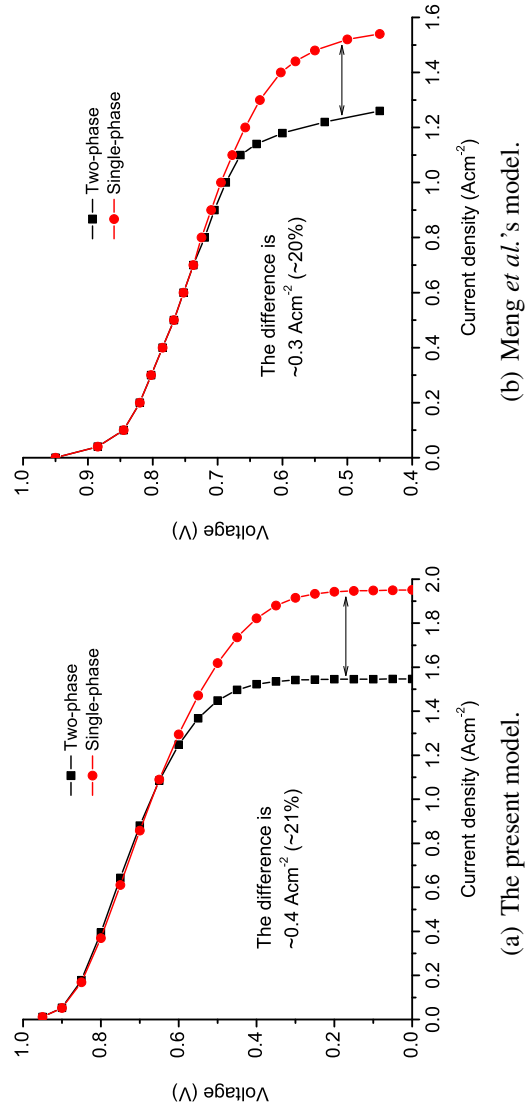 1.0
0.8
0.6
0.4
0.2
0.0
Voltage (V)
Two-phase
Single-phase
The difference is
~0.4 Acm-2 (~21%)
0.0 0.2 0.4 0.6 0.8 1.0 1.2 1.4 1.6 1.8 2.0
Current density (Acm-2)
(a) The present model.
1.0
0.9
0.8
0.7
0.6
0.5
0.4
Voltage (V)
Two-phase
Single-phase
The difference is
~0.3 Acm-2 (~20%)
0.0 0.2 0.4 0.6 0.8 1.0 1.2 1.4 1.6
Current density (Acm-2)
(b) Meng et al.'s model.